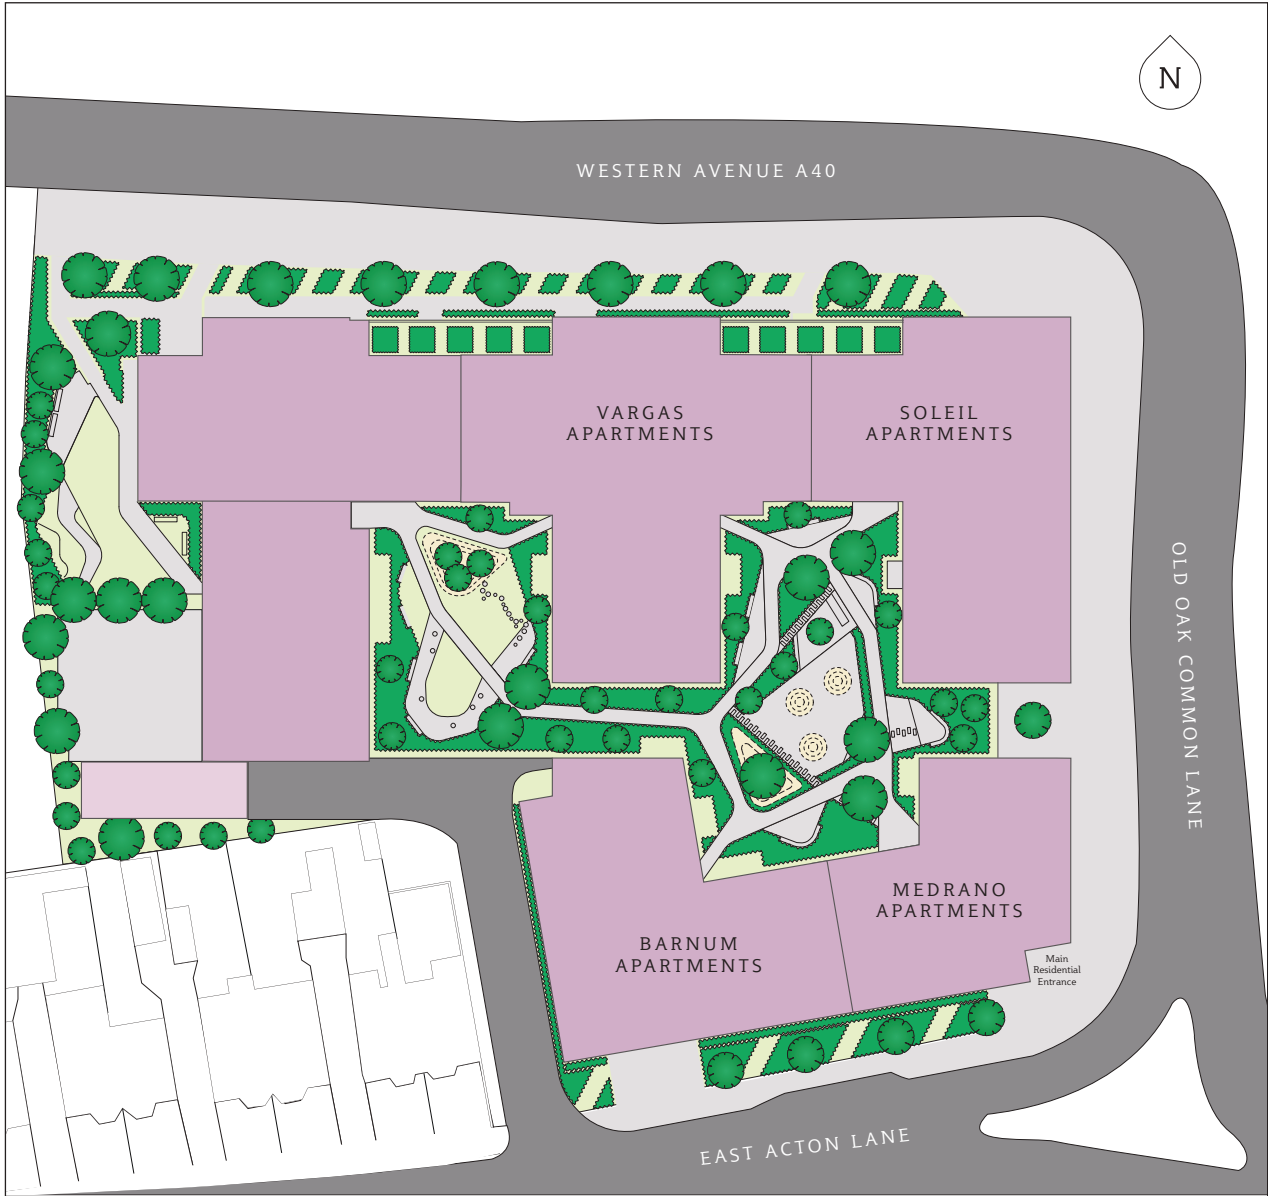 N
WESTERN AVENUE A40
VARGAS
APARTMENTS
SOLEIL
APARTMENTS
OLD OAK COMMON LANE
MEDRANO
APARTMENTS
BARNUM
APARTMENTS
Main
Residential
Entrance
EAST ACTON LANE